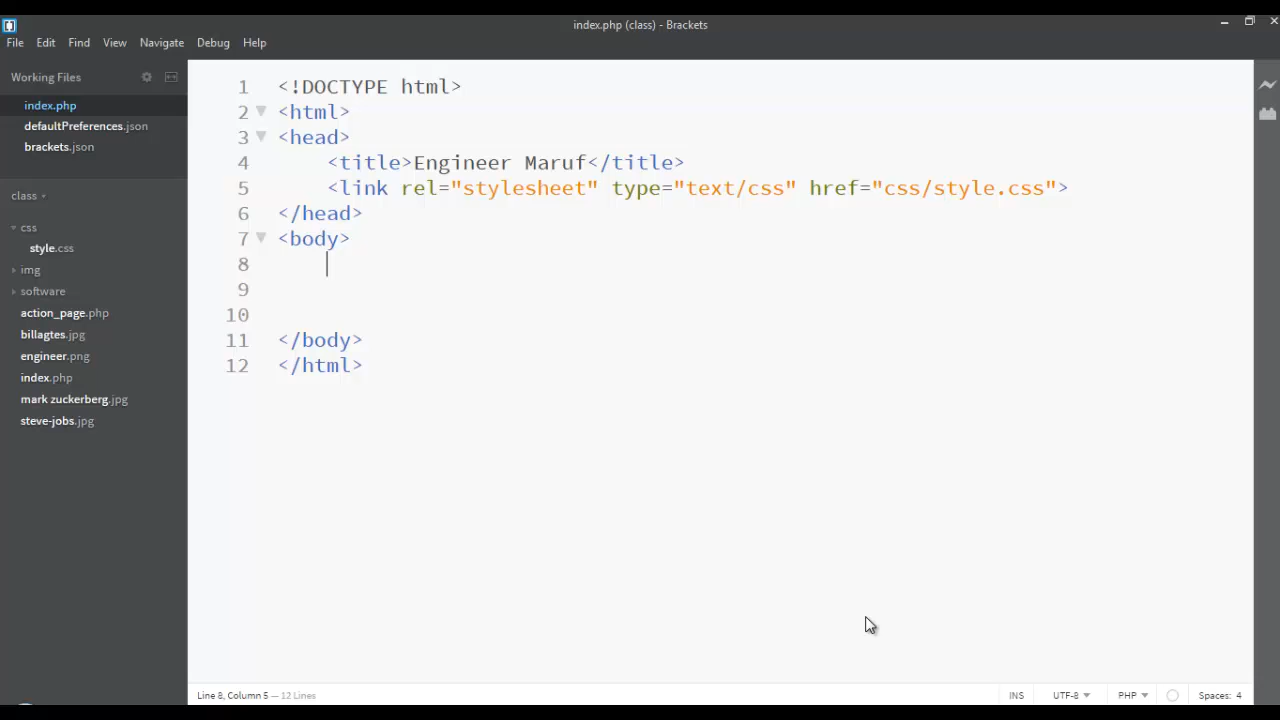 index.php (class) - Brackets
File Edit Find View Navigate Debug Help
Working Files
index.php
defaultPreferences.json
brackets.json
class
css
style.css
img
software
action_page.php
billagtes.jpg
engineer.png
index.php
mark zuckerberg.jpg
steve-jobs.jpg
1 <!DOCTYPE html>
2 <html>
3 <head>
4 <title>Engineer Maruf</title>
5 <link rel="stylesheet" type="text/css" href="css/style.css">
6 </head>
7 <body>
8
9
10
11 </body>
12 </html>
Line 8, Column 5 — 12 Lines
INS UTF-8 PHP Spaces: 4